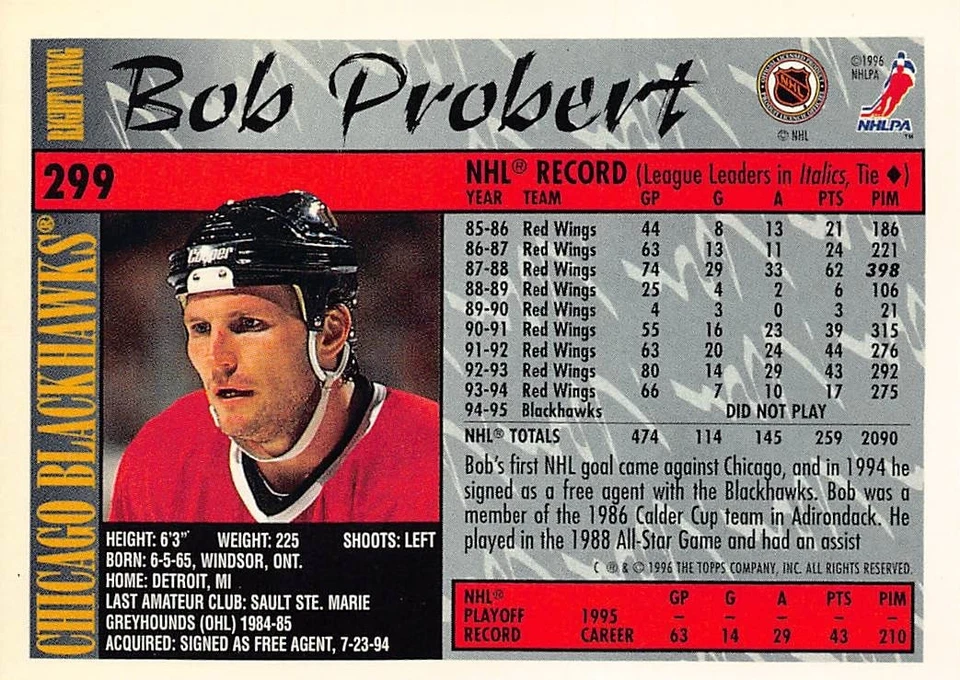 RIGHT WING
Bob Probert
NHL
© NHL
©1996
NHLPA
NHLPA™
299
NHL® RECORD (League Leaders in Italics, Tie ♦)
YEAR TEAM GP G A PTS PIM
85-86 Red Wings 44 8 13 21 186
86-87 Red Wings 63 13 11 24 221
87-88 Red Wings 74 29 33 62 398
88-89 Red Wings 25 4 2 6 106
89-90 Red Wings 4 3 0 3 21
90-91 Red Wings 55 16 23 39 315
91-92 Red Wings 63 20 24 44 276
92-93 Red Wings 80 14 29 43 292
93-94 Red Wings 66 7 10 17 275
94-95 Blackhawks DID NOT PLAY
NHL® TOTALS 474 114 145 259 2090
Bob's first NHL goal came against Chicago, and in 1994 he
signed as a free agent with the Blackhawks. Bob was a
member of the 1986 Calder Cup team in Adirondack. He
played in the 1988 All-Star Game and had an assist
C ® & © 1996 THE TOPPS COMPANY, INC. ALL RIGHTS RESERVED.
CHICAGO BLACKHAWKS®
Cooper
HEIGHT: 6'3" WEIGHT: 225 SHOOTS: LEFT
BORN: 6-5-65, WINDSOR, ONT.
HOME: DETROIT, MI
LAST AMATEUR CLUB: SAULT STE. MARIE
GREYHOUNDS (OHL) 1984-85
ACQUIRED: SIGNED AS FREE AGENT, 7-23-94
NHL® GP G A PTS PIM
PLAYOFF 1995 – – – – –
RECORD CAREER 63 14 29 43 210